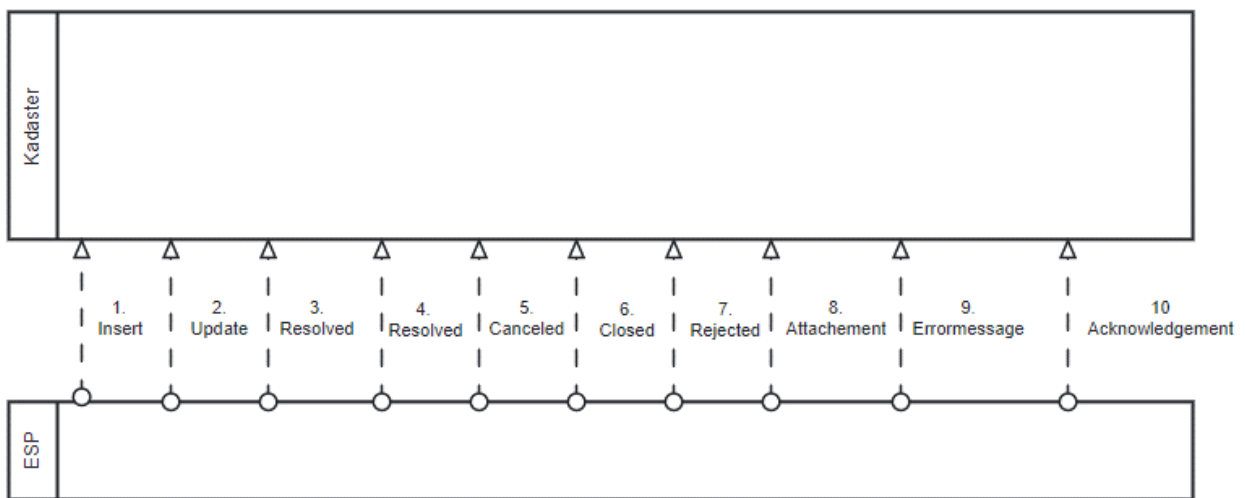 Kadaster
1.
Insert
2.
Update
3.
Resolved
4.
Resolved
5.
Canceled
6.
Closed
7.
Rejected
8.
Attachement
9.
Errormessage
10
Acknowledgement
ESP